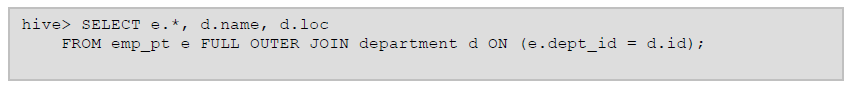 hive> SELECT e.*, d.name, d.loc
FROM emp_pt e FULL OUTER JOIN department d ON (e.dept_id = d.id);